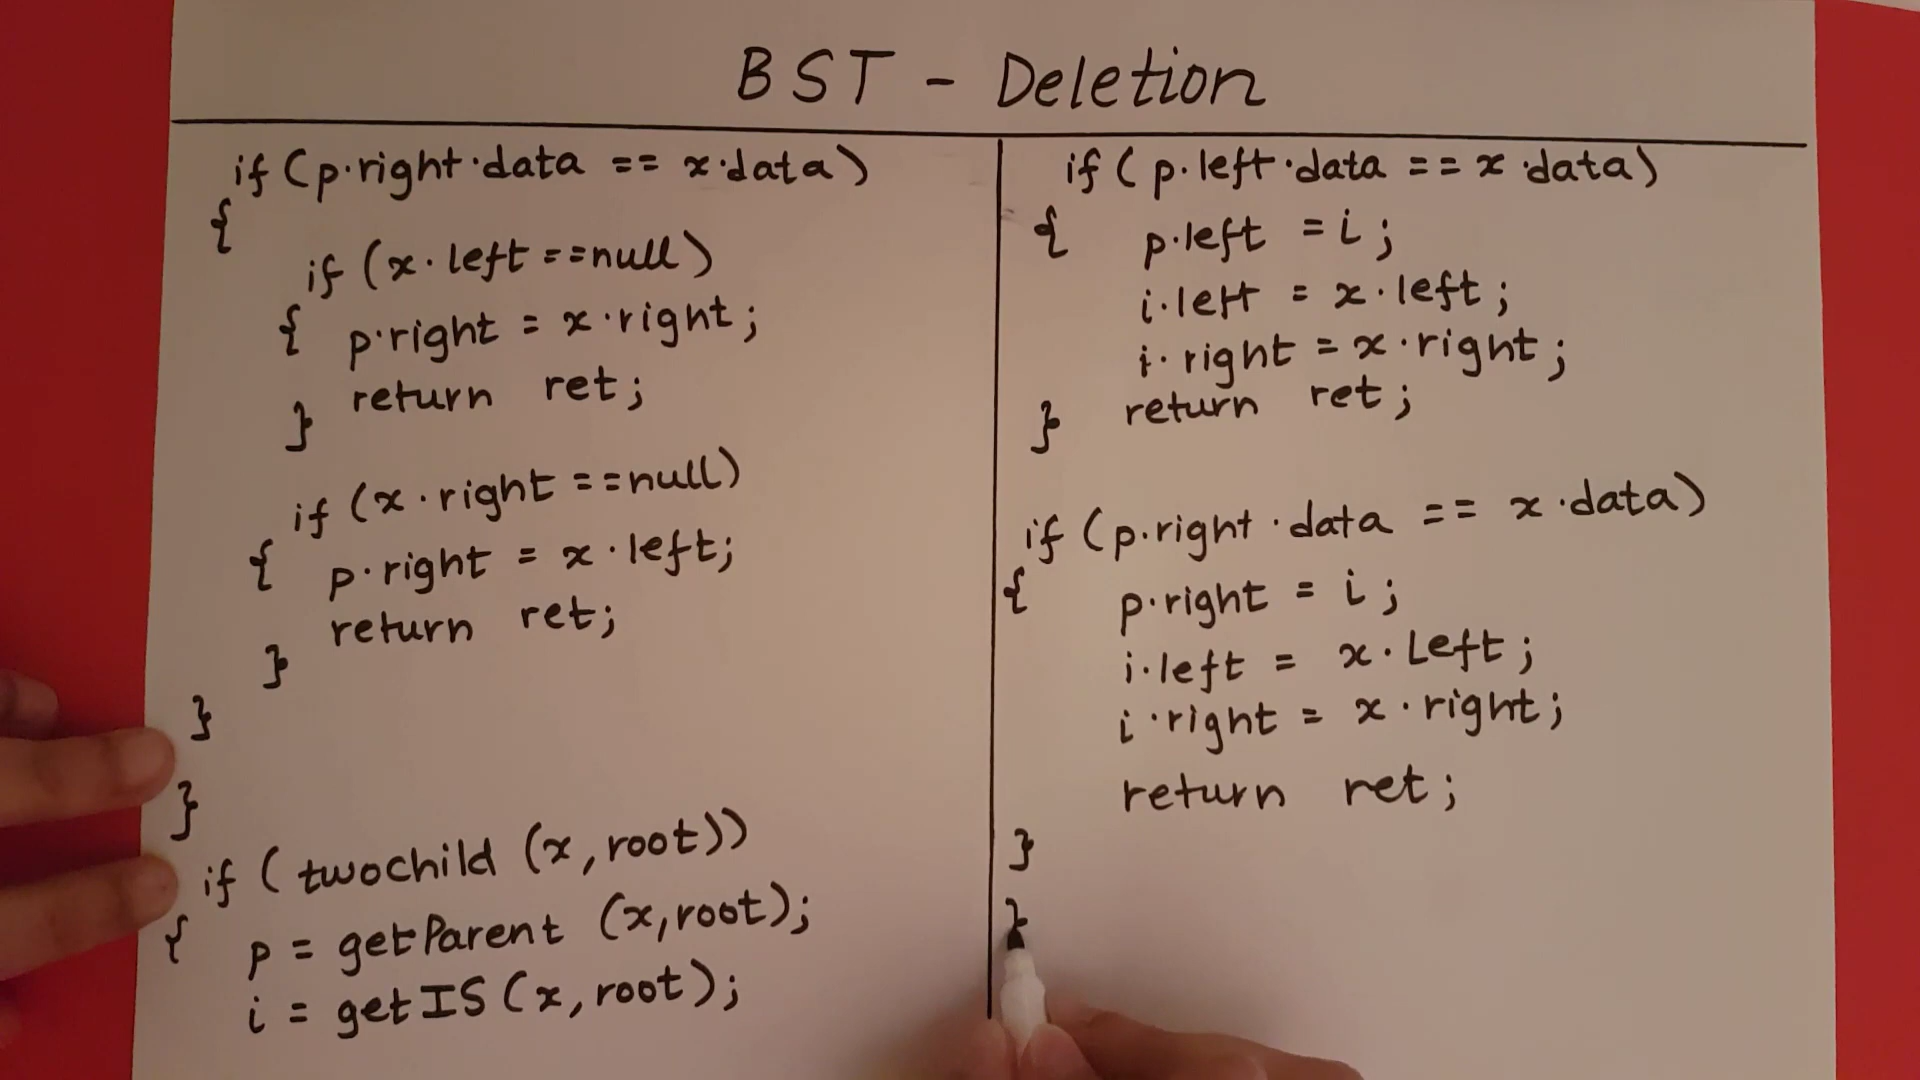 BST - Deletion
if (p.right.data == x.data)
{
if (x.left ==null)
{ p.right = x.right;
return ret;
}
if (x.right ==null)
{ p.right = x.left;
return ret;
}
}
}
if (twochild (x, root))
{ p = getParent (x, root);
i = getIS (x, root);
if (p.left.data == x.data)
{ p.left = i;
i.left = x.left;
i.right = x.right;
} return ret;
if (p.right.data == x.data)
{ p.right = i;
i.left = x.Left;
i.right = x.right;
return ret;
}
}